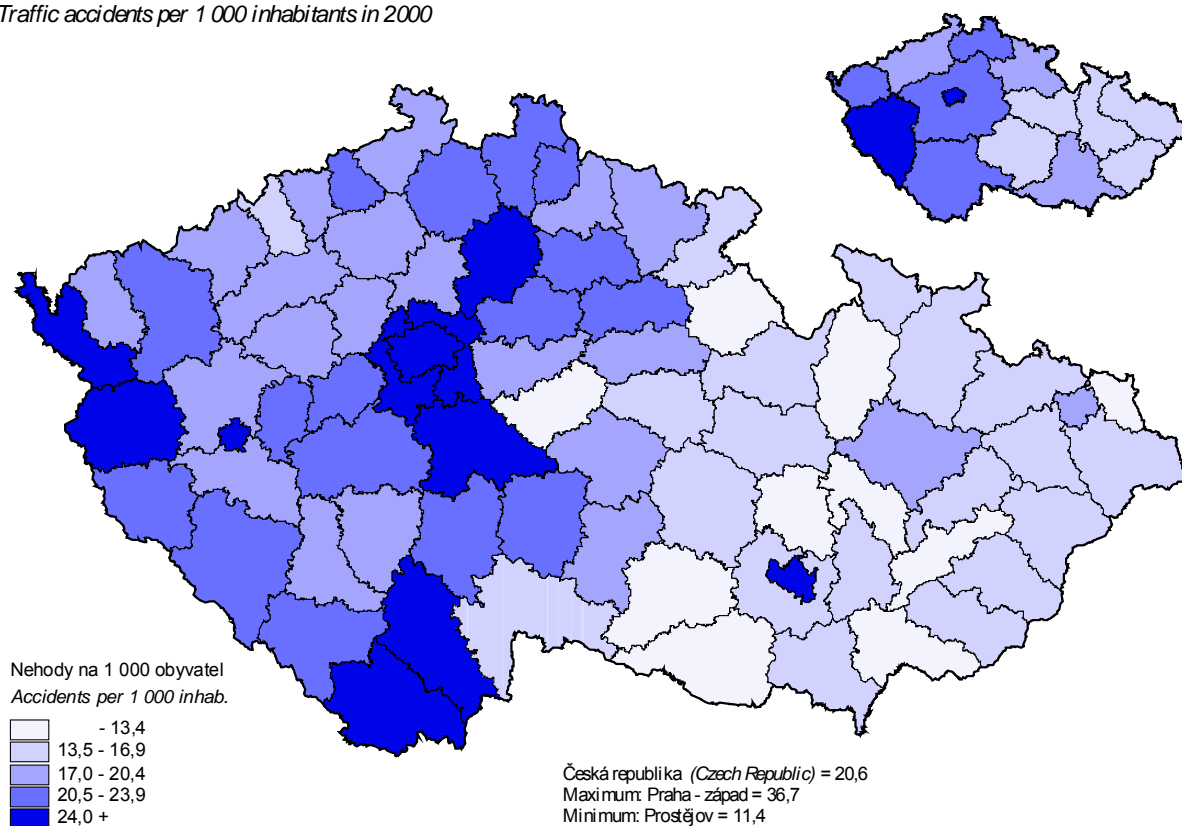 Traffic accidents per 1 000 inhabitants in 2000
Nehody na 1 000 obyvatel
Accidents per 1 000 inhab.
- 13,4
13,5 - 16,9
17,0 - 20,4
20,5 - 23,9
24,0 +
Česká republika (Czech Republic) = 20,6
Maximum: Praha - západ = 36,7
Minimum: Prostějov = 11,4